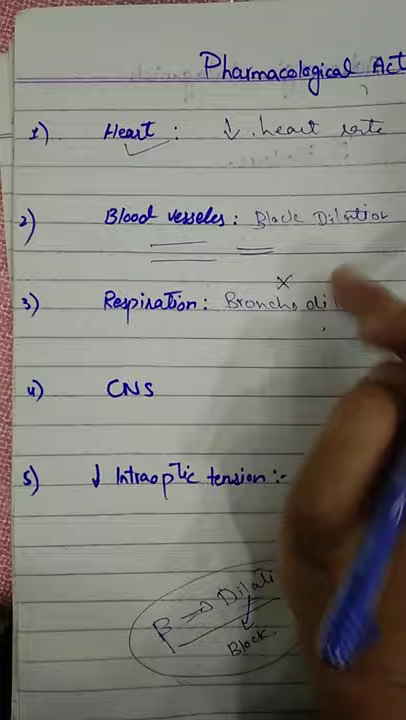 Pharmacological Act
1). Heart : ↓ . heart rate
2) Blood vesseles : Block Dilation
x
3) Respiration : Broncho di
4) CNS
5) ↓ Intraoptic tension :-
β ⇒ Dilati
Block.